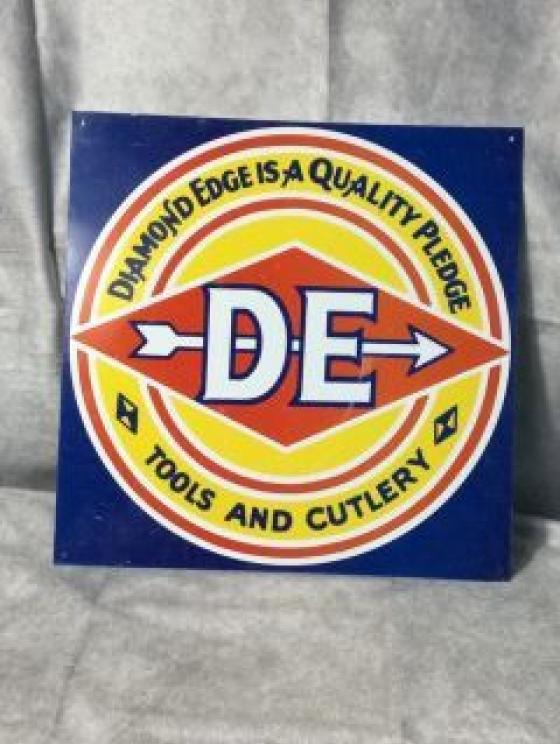 DIAMOND EDGE IS A QUALITY PLEDGE
DE
TOOLS AND CUTLERY